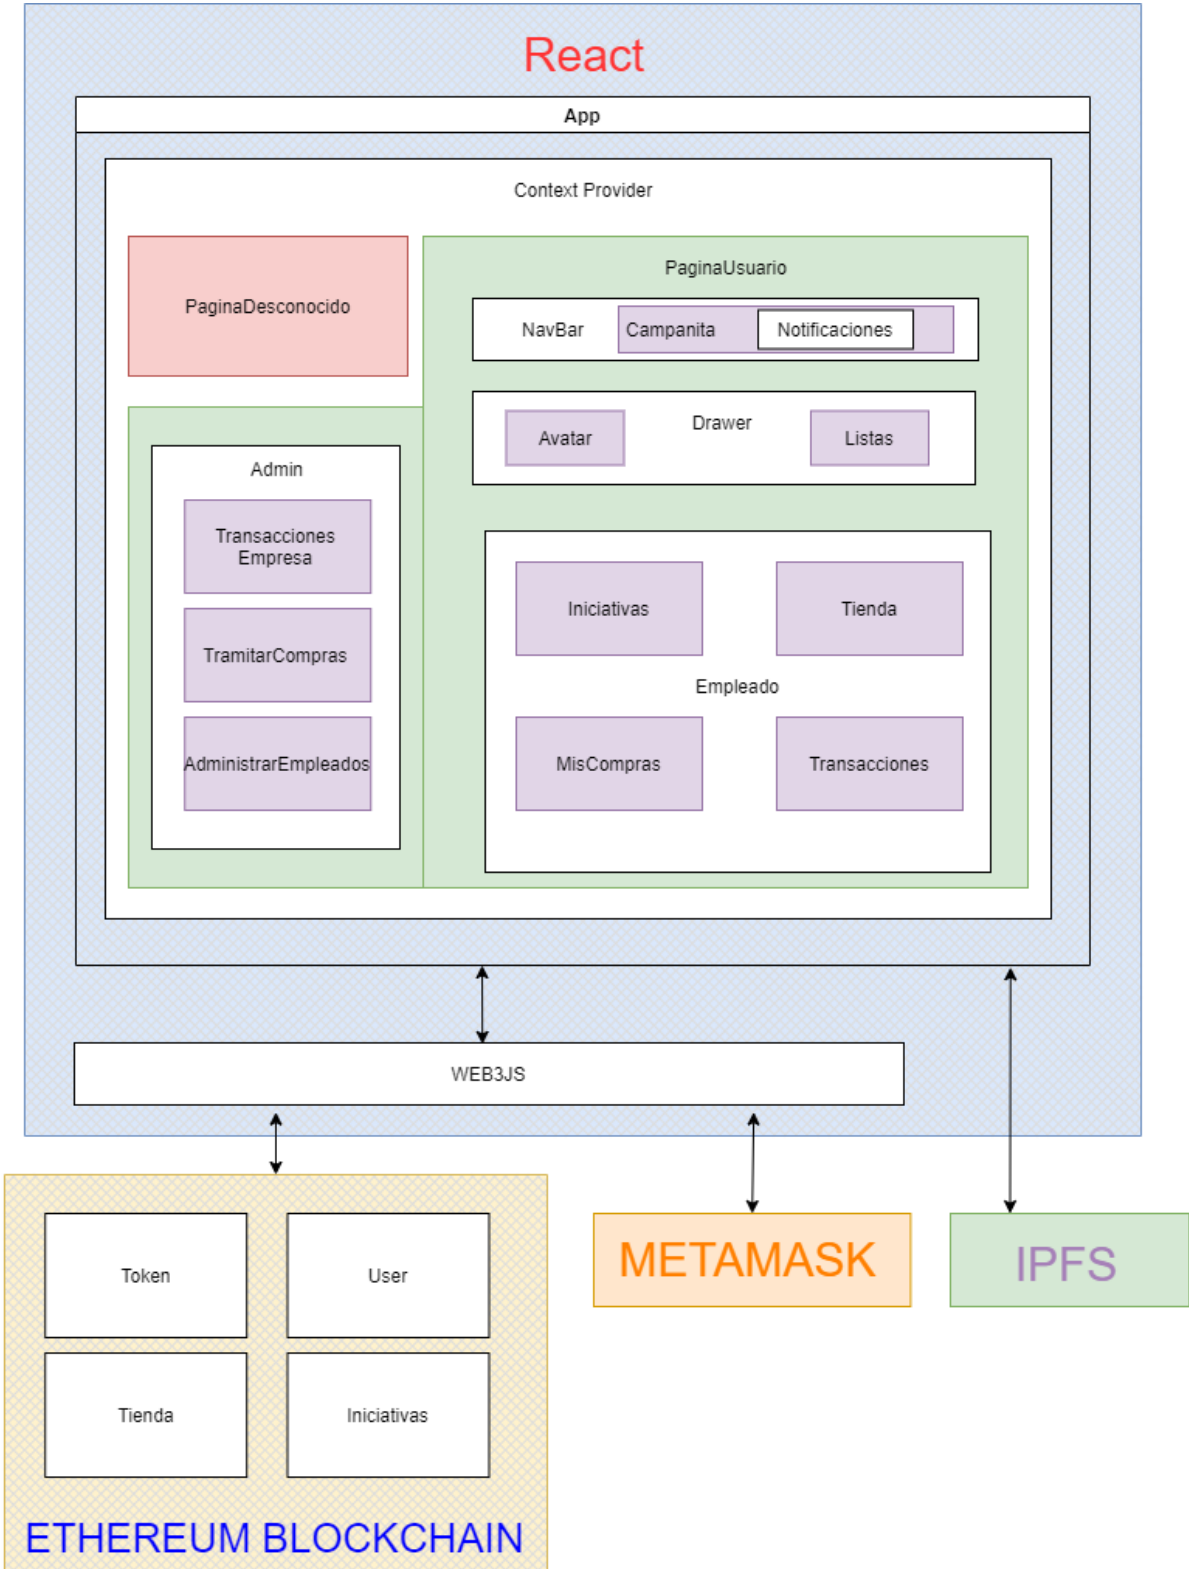 React
App
Context Provider
PaginaDesconocido
PaginaUsuario
NavBar
Campanita
Notificaciones
Avatar
Drawer
Listas
Admin
Transacciones
Empresa
TramitarCompras
AdministrarEmpleados
Iniciativas
Tienda
Empleado
MisCompras
Transacciones
WEB3JS
Token
User
Tienda
Iniciativas
ETHEREUM BLOCKCHAIN
METAMASK
IPFS